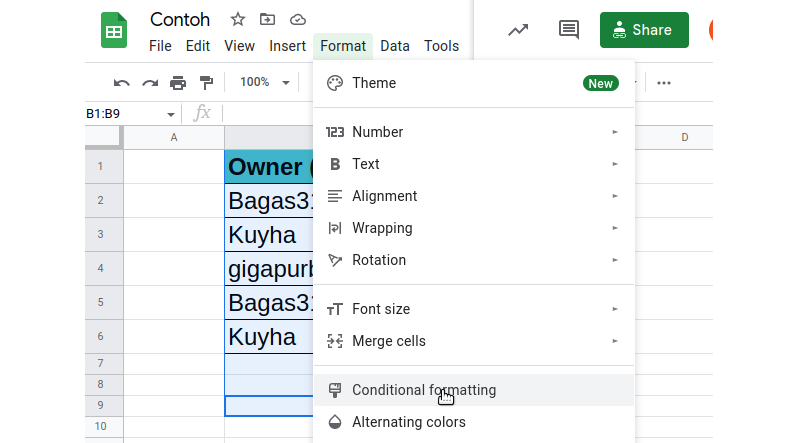 Contoh
File Edit View Insert Format Data Tools
Share
100%
Theme New
B1:B9
fx
123 Number
A D
B Text
1 Owner (
2 Bagas31
Alignment
3 Kuyha
Wrapping
4 gigapurb
Rotation
5 Bagas31
Font size
6 Kuyha
Merge cells
7
8 Conditional formatting
9
Alternating colors
10